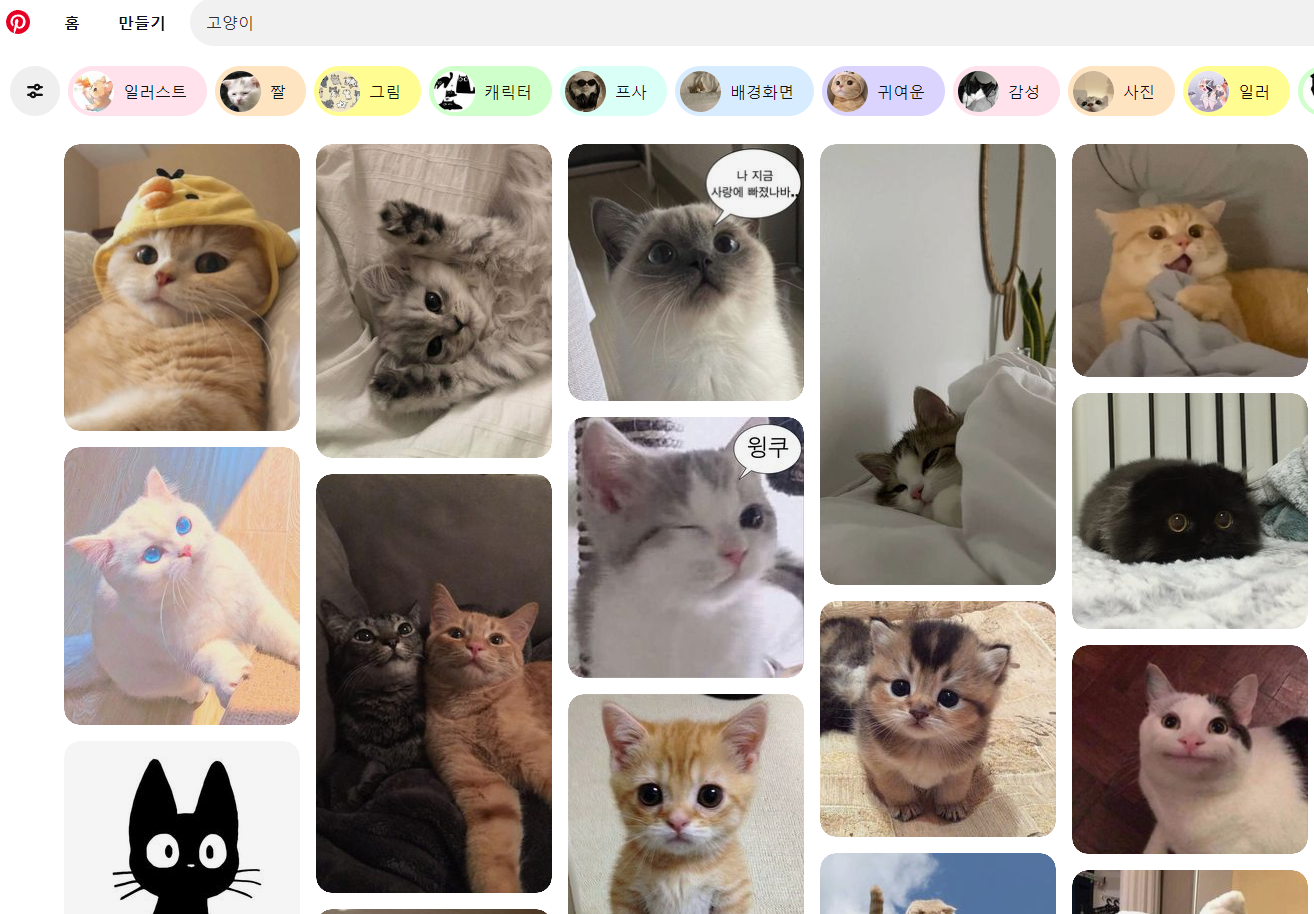 홈
만들기
고양이
일러스트
짤
그림
캐릭터
프사
배경화면
귀여운
감성
사진
일러
나 지금
사랑에 빠졌나바..
윙쿠